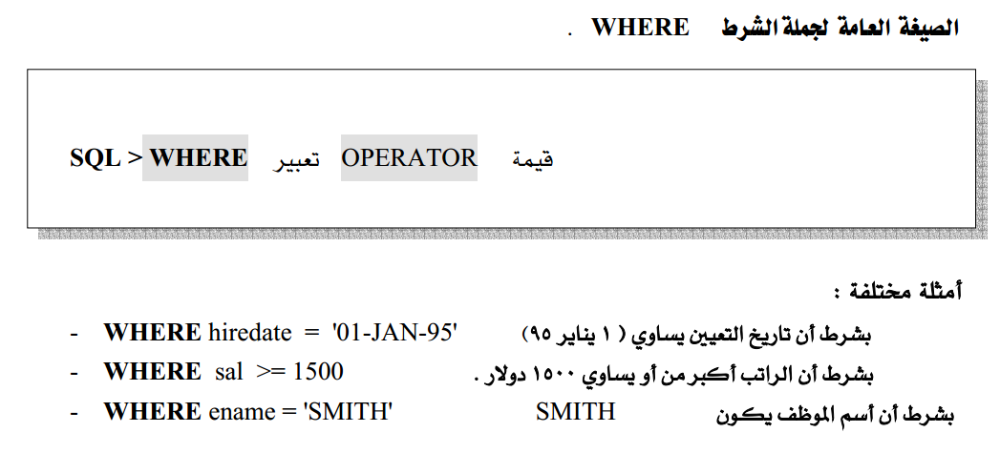 الصيغة العامة لجملة الشرط WHERE .
SQL > WHERE تعبير OPERATOR قيمة
أمثلة مختلفة :
- WHERE hiredate = '01-JAN-95' بشرط أن تاريخ التعيين يساوي ( ١ يناير ٩٥)
- WHERE sal >= 1500 بشرط أن الراتب أكبر من أو يساوي ١٥٠٠ دولار .
- WHERE ename = 'SMITH' بشرط أن أسم الموظف يكون SMITH